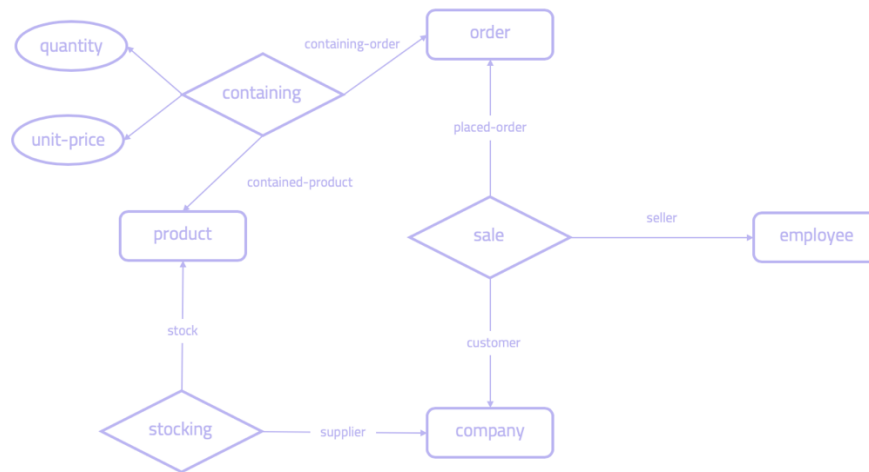 order
containing-order
quantity
containing
placed-order
unit-price
contained-product
seller
product
sale
employee
stock
customer
stocking
supplier
company